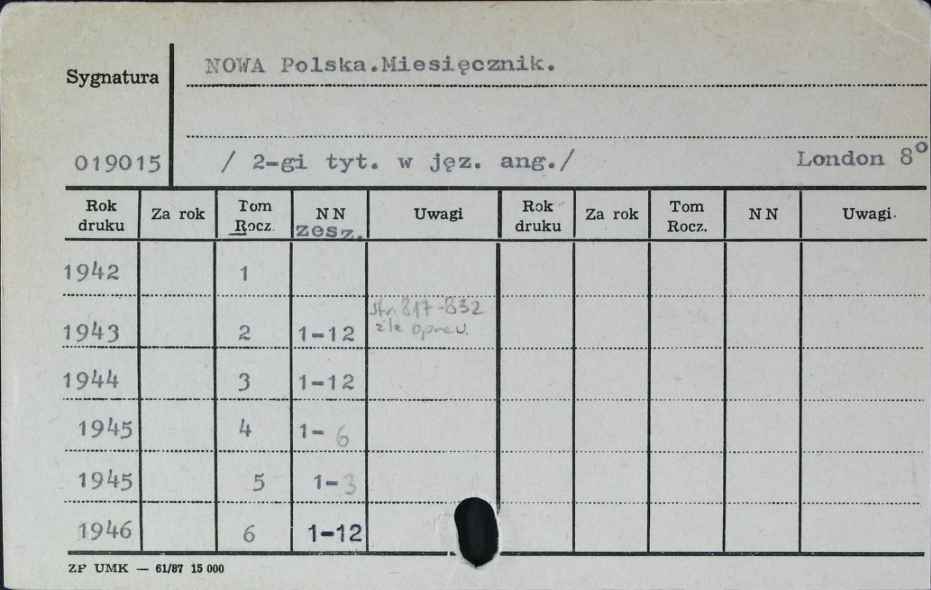 NOWA Polska.Miesięcznik.
Sygnatura
019015 / 2-gi tyt. w jęz. ang./ London 8°
Rok druku Za rok Tom Rocz. NN zesz. Uwagi Rok druku Za rok Tom Rocz. NN Uwagi
1942 1
str. 817-832
1943 2 1-12 źle opraw.
1944 3 1-12
1945 4 1- 6
1945 5 1-3
1946 6 1-12
ZP UMK — 61/87 15 000